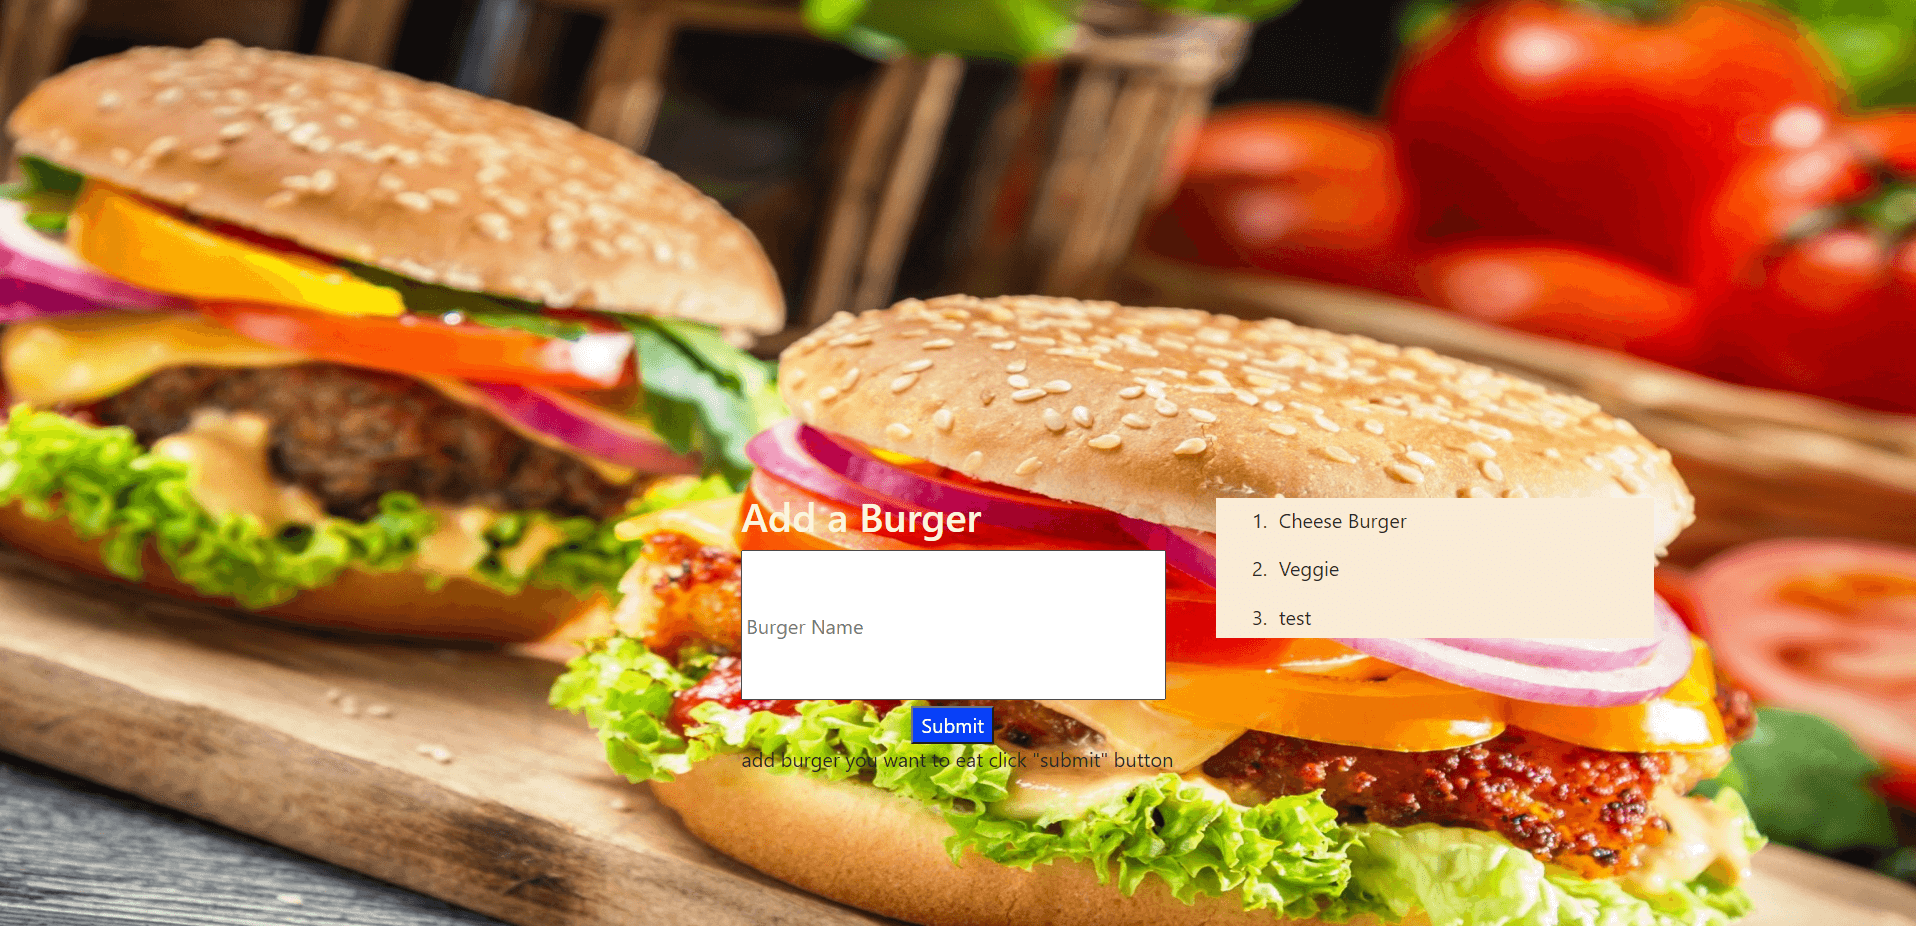 Add a Burger
Burger Name
Submit
add burger you want to eat click "submit" button
1. Cheese Burger
2. Veggie
3. test